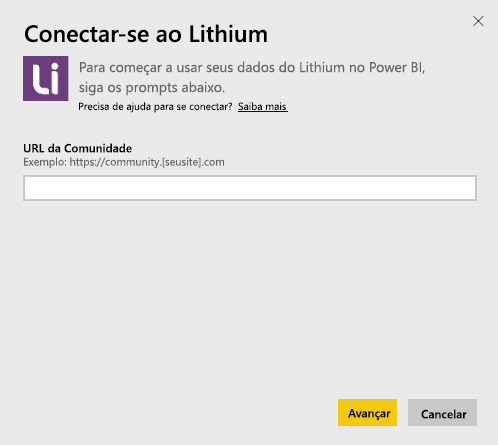 Conectar-se ao Lithium
Li
Para começar a usar seus dados do Lithium no Power BI,
siga os prompts abaixo.
Precisa de ajuda para se conectar? Saiba mais
URL da Comunidade
Exemplo: https://community.[seusite].com
Avançar
Cancelar